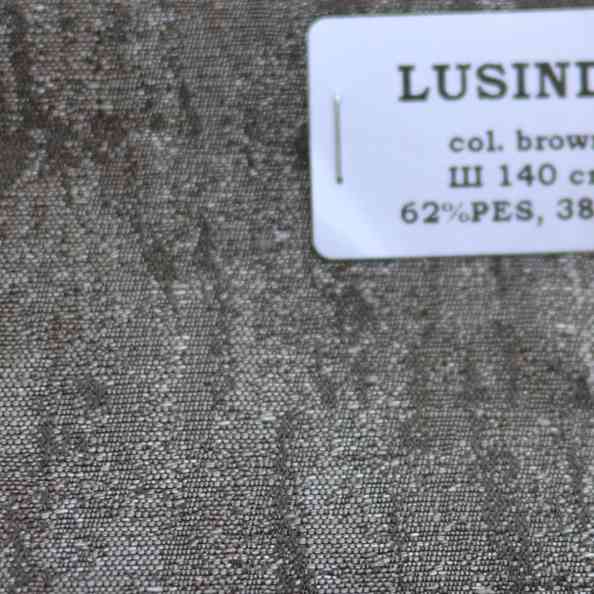 LUSIND
col. brown
Ш 140 cm
62%PES, 38